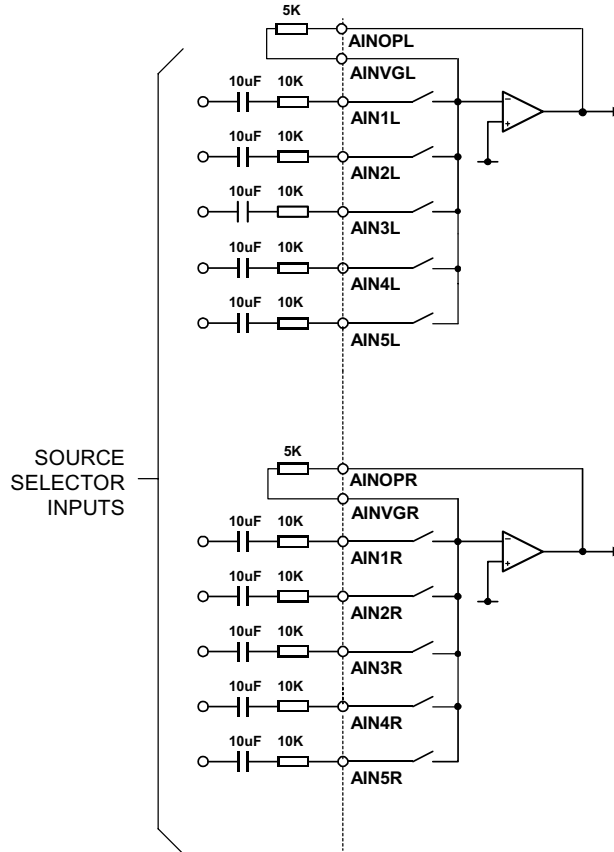 5K
AINOPL
AINVGL
10uF 10K
AIN1L
10uF 10K
AIN2L
10uF 10K
AIN3L
10uF 10K
AIN4L
10uF 10K
AIN5L
SOURCE
SELECTOR
INPUTS
5K
AINOPR
AINVGR
10uF 10K
AIN1R
10uF 10K
AIN2R
10uF 10K
AIN3R
10uF 10K
AIN4R
10uF 10K
AIN5R